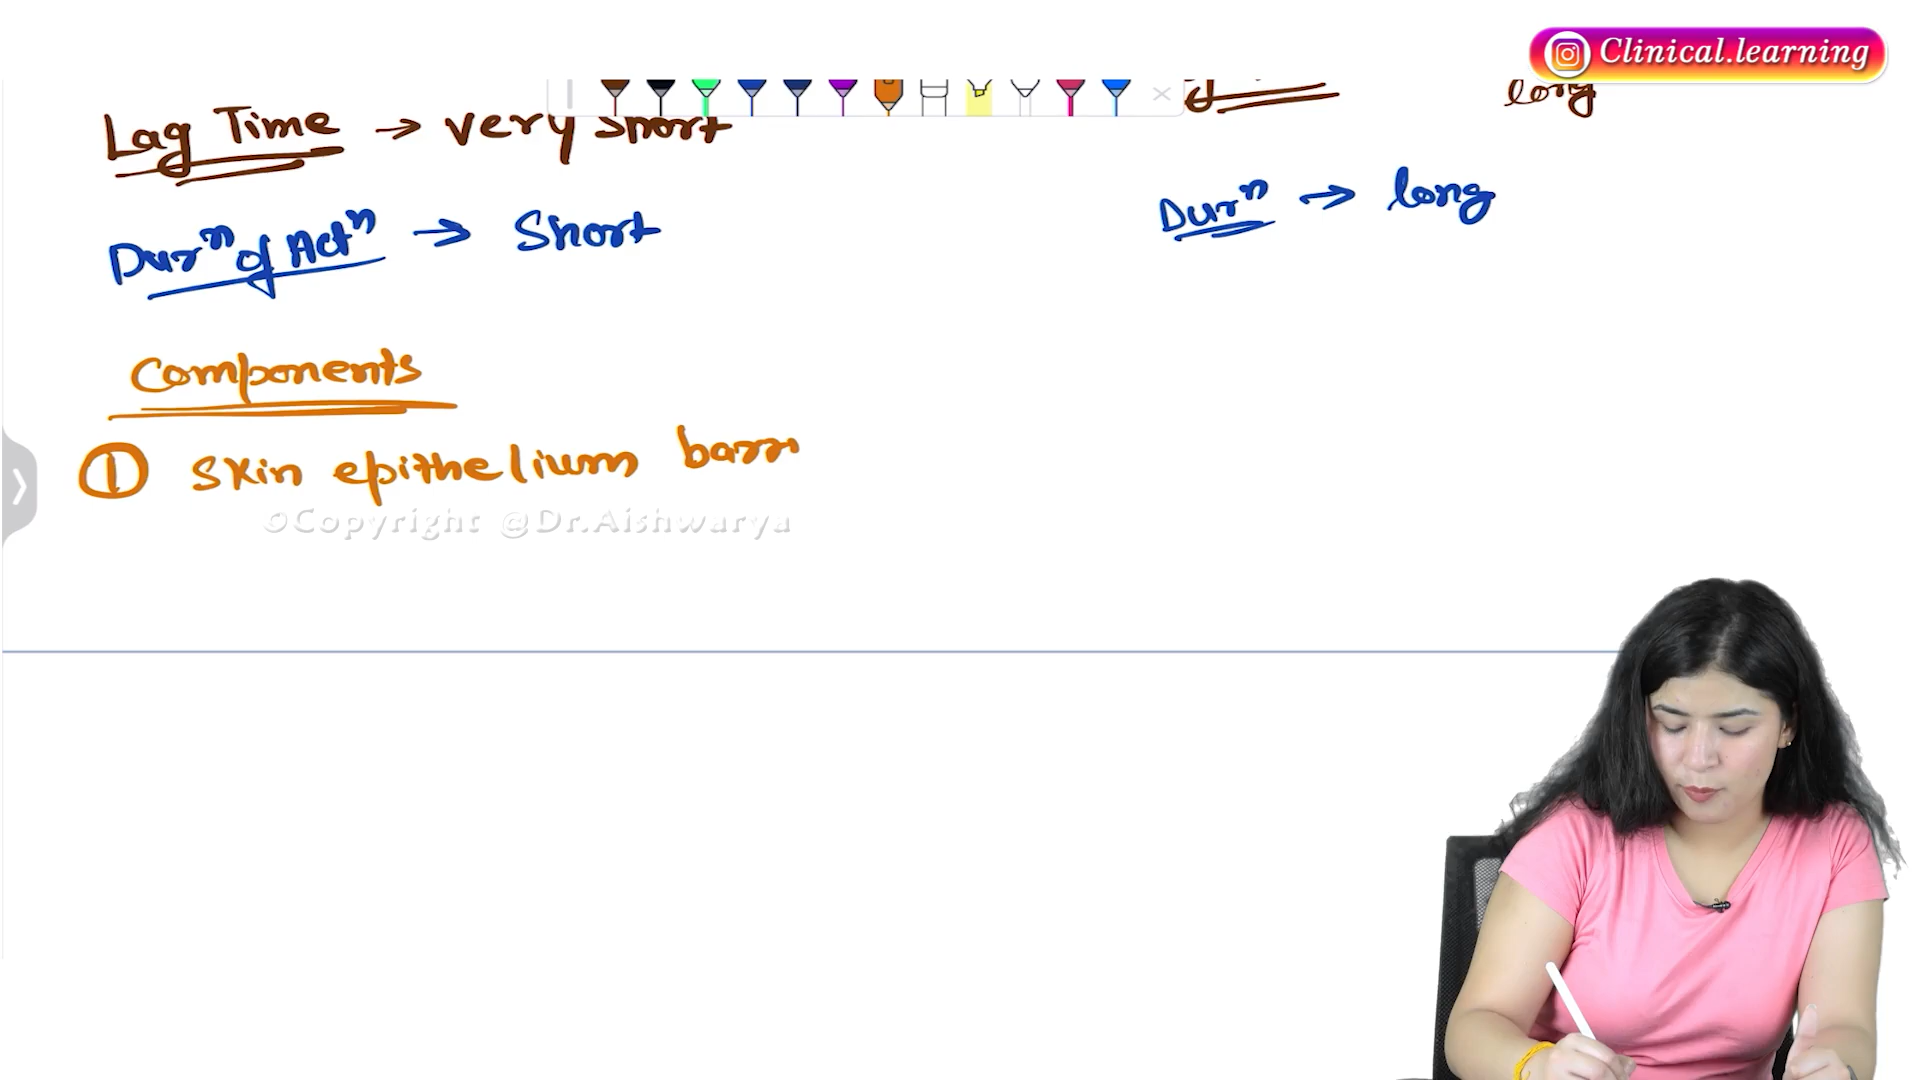 Clinical.learning
Lag Time → very short
long
Durⁿ of Actⁿ → Short
Durⁿ → long
Components
① Skin epithelium barri
©Copyright @Dr.Aishwarya